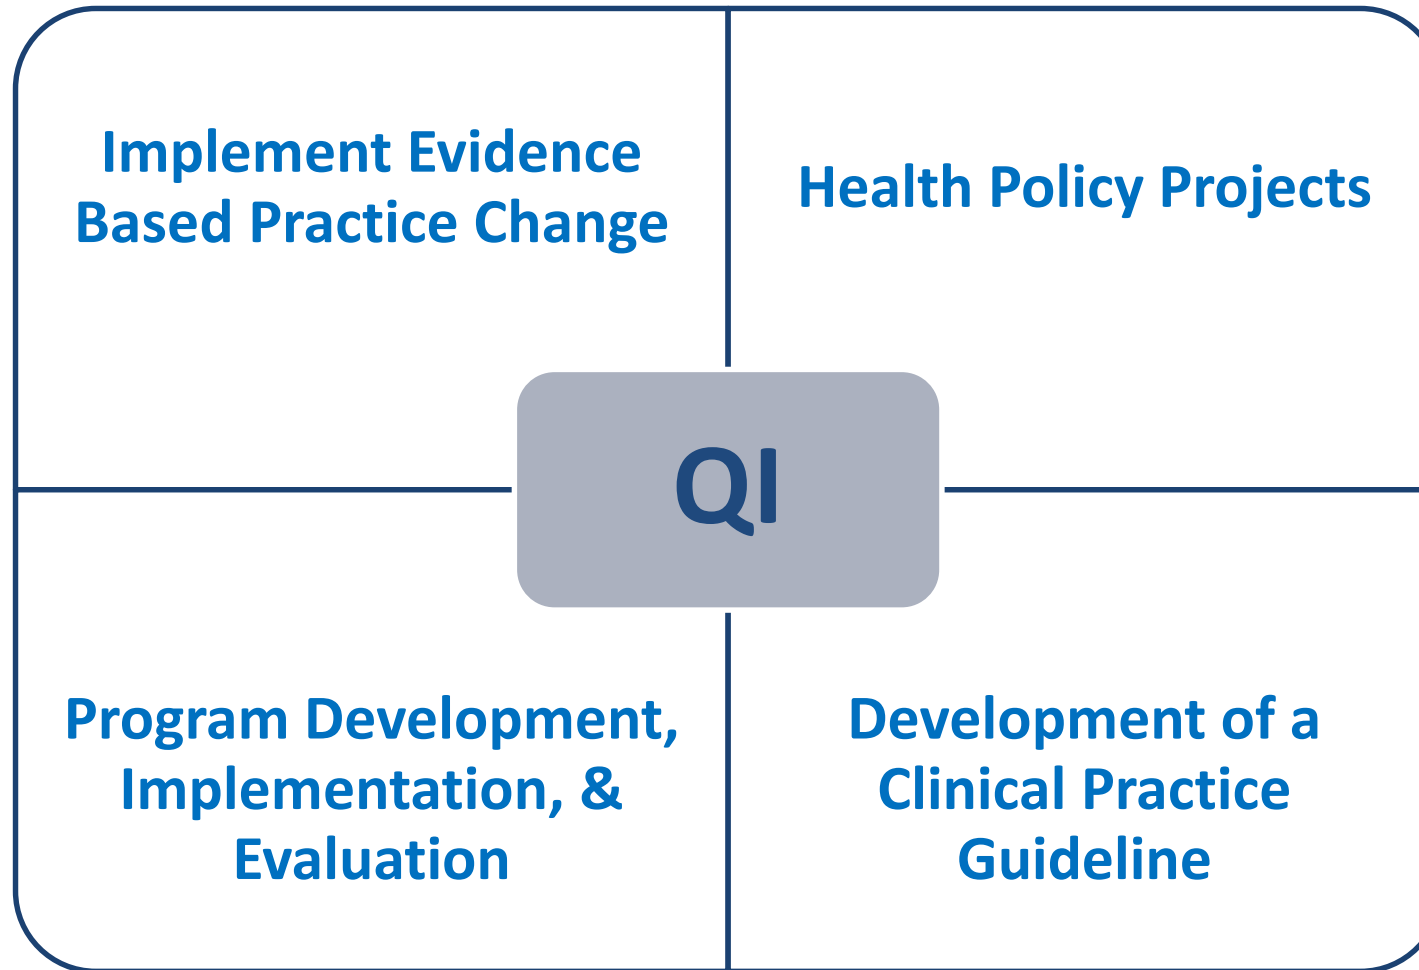 Implement Evidence
Based Practice Change
Health Policy Projects
QI
Program Development,
Implementation, &
Evaluation
Development of a
Clinical Practice
Guideline